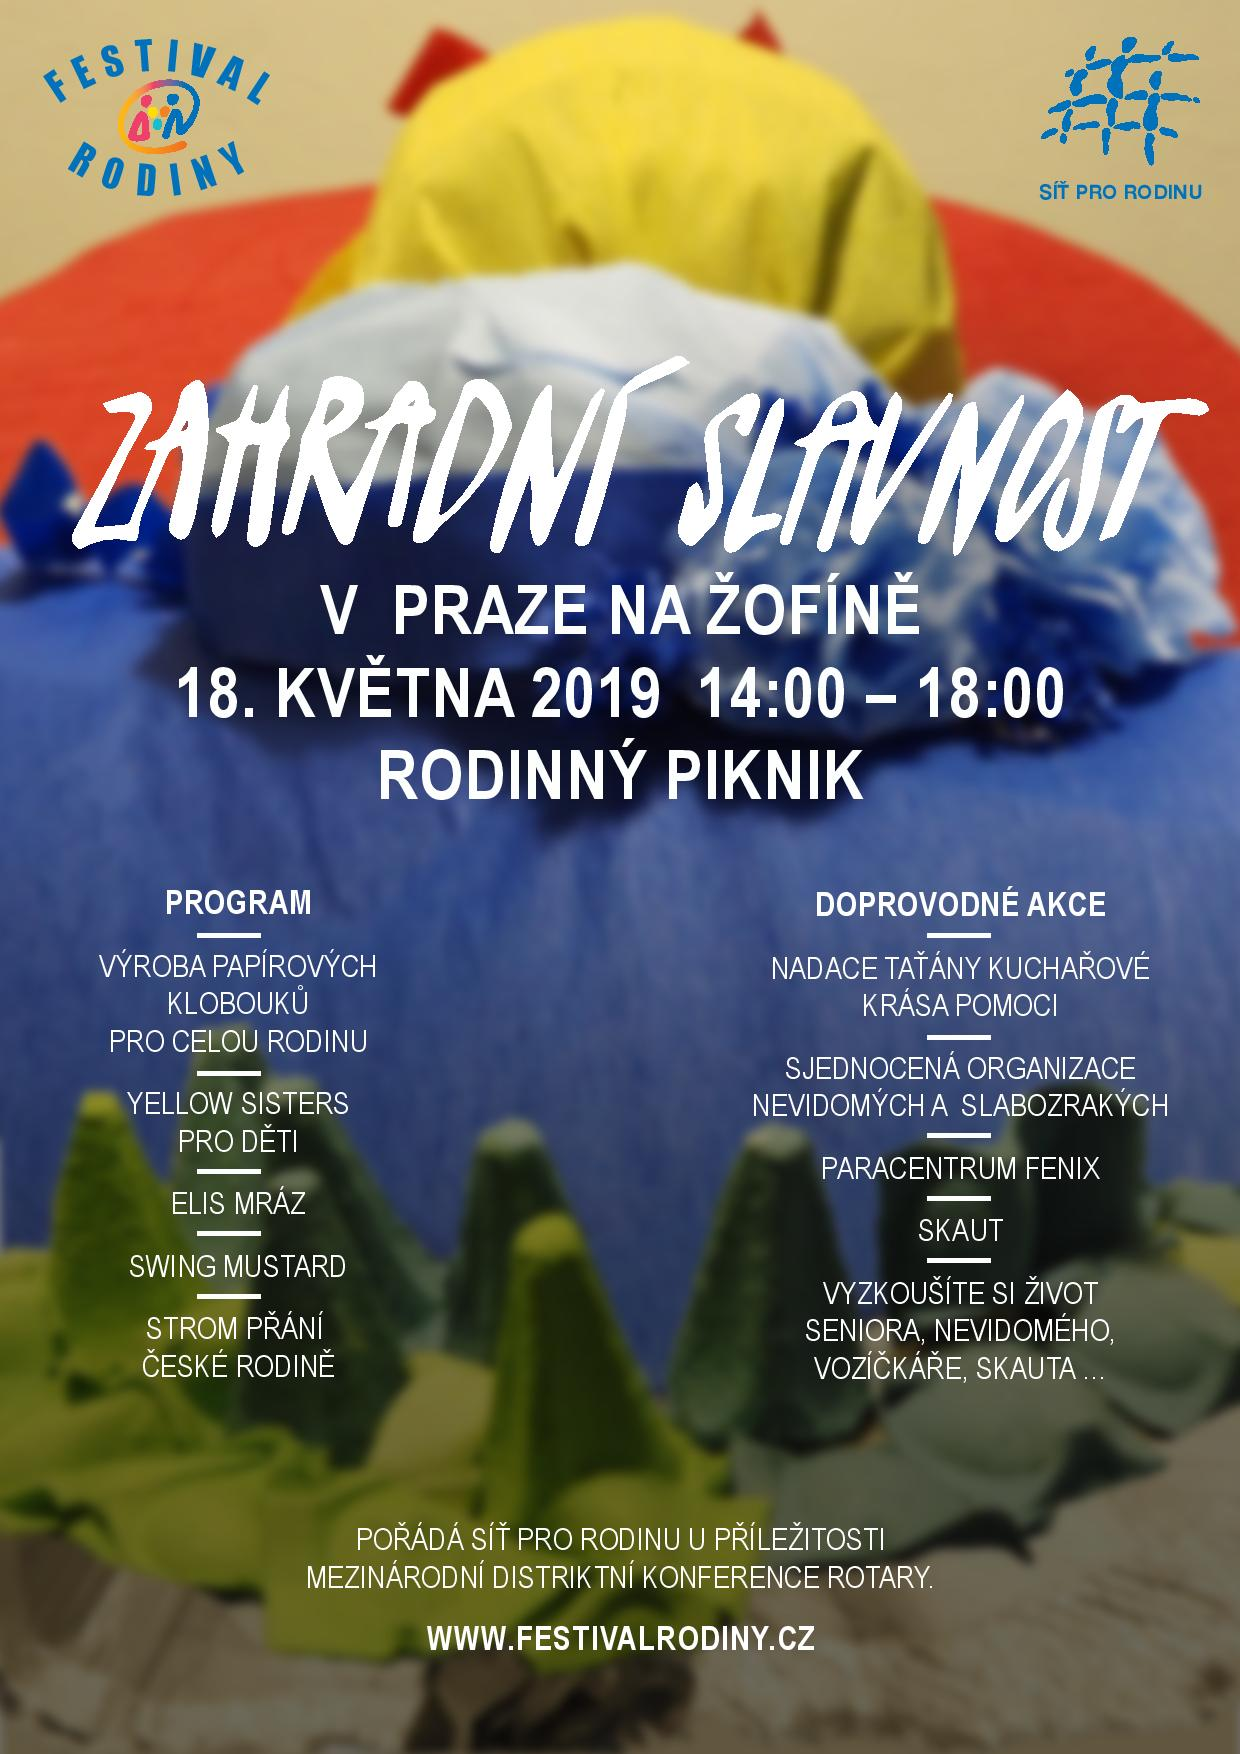 FESTIVAL
RODINY
SÍŤ PRO RODINU
ZAHRADNÍ SLAVNOST
V PRAZE NA ŽOFÍNĚ
18. KVĚTNA 2019 14:00 – 18:00
RODINNÝ PIKNIK
PROGRAM
VÝROBA PAPÍROVÝCH
KLOBOUKŮ
PRO CELOU RODINU
YELLOW SISTERS
PRO DĚTI
ELIS MRÁZ
SWING MUSTARD
STROM PŘÁNÍ
ČESKÉ RODINĚ
DOPROVODNÉ AKCE
NADACE TAŤÁNY KUCHAŘOVÉ
KRÁSA POMOCI
SJEDNOCENÁ ORGANIZACE
NEVIDOMÝCH A SLABOZRAKÝCH
PARACENTRUM FENIX
SKAUT
VYZKOUŠÍTE SI ŽIVOT
SENIORA, NEVIDOMÉHO,
VOZÍČKÁŘE, SKAUTA ...
POŘÁDÁ SÍŤ PRO RODINU U PŘÍLEŽITOSTI
MEZINÁRODNÍ DISTRIKTNÍ KONFERENCE ROTARY.
WWW.FESTIVALRODINY.CZ